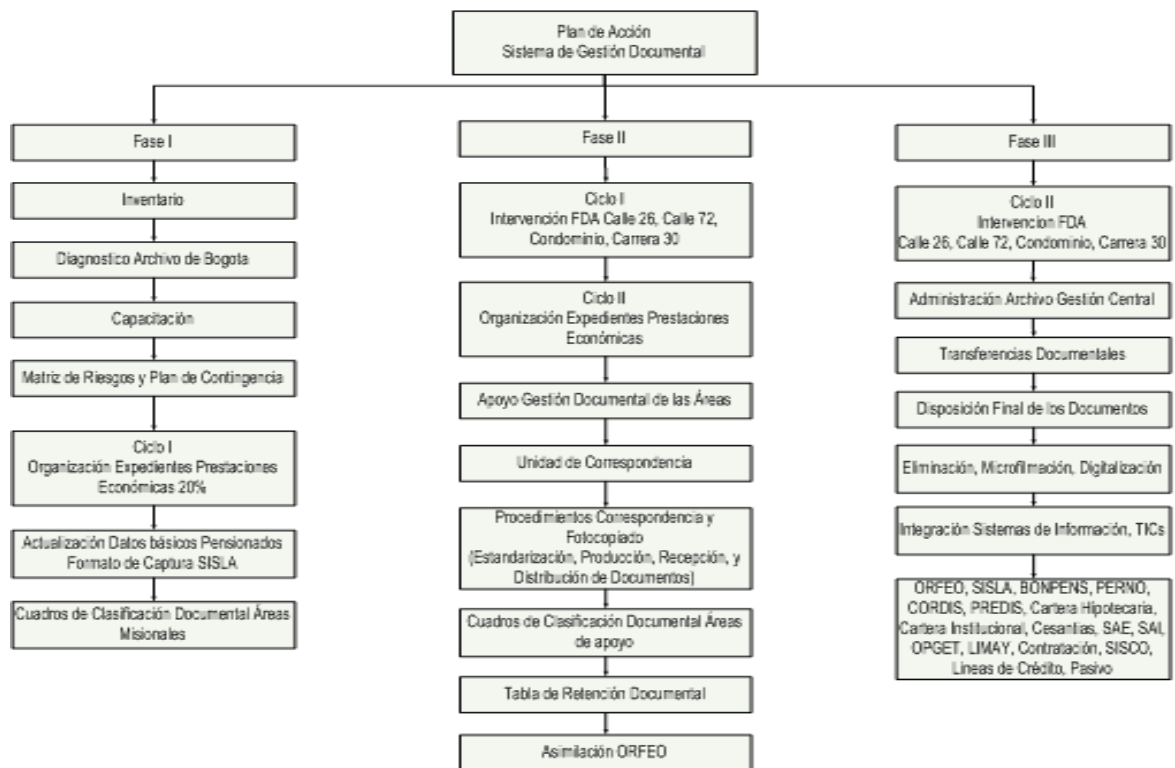 Plan de Acción
Sistema de Gestión Documental
Fase I
Inventario
Diagnostico Archivo de Bogota
Capacitación
Matriz de Riesgos y Plan de Contingencia
Ciclo I
Organización Expedientes Prestaciones
Económicas 20%
Actualización Datos básicos Pensionados
Formato de Captura SISLA
Cuadros de Clasificación Documental Áreas
Misionales
Fase II
Ciclo I
Intervención FDA Calle 26, Calle 72,
Condominio, Carrera 30
Ciclo II
Organización Expedientes Prestaciones
Económicas
Apoyo Gestión Documental de las Áreas
Unidad de Correspondencia
Procedimientos Correspondencia y
Fotocopiado
(Estandarización, Producción, Recepción, y
Distribución de Documentos)
Cuadros de Clasificación Documental Áreas
de apoyo
Tabla de Retención Documental
Asimilación ORFEO
Fase III
Ciclo II
Intervencion FDA
Calle 26, Calle 72, Condominio, Carrera 30
Administración Archivo Gestión Central
Transferencias Documentales
Disposición Final de los Documentos
Eliminación, Microfilmación, Digitalización
Integración Sistemas de Información, TICs
ORFEO, SISLA, BONPENS, PERNO,
CORDIS, PREDIS, Cartera Hipotecaria,
Cartera Institucional, Cesantias, SAE, SAI,
OPGET, LIMAY, Contratación, SISCO,
Lineas de Crédito, Pasivo